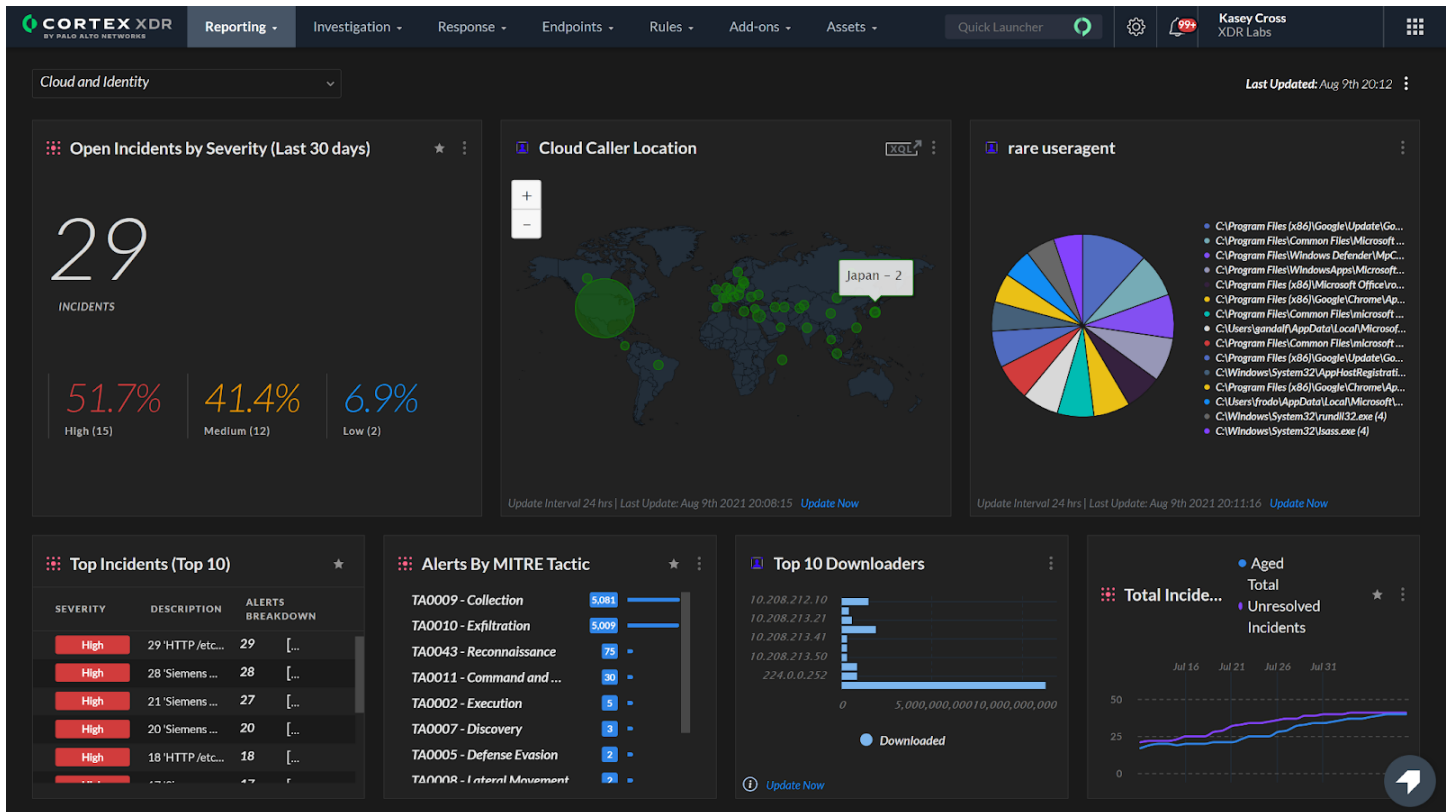 CORTEX XDR
BY PALO ALTO NETWORKS
Reporting
Investigation
Response
Endpoints
Rules
Add-ons
Assets
Quick Launcher
99+
Kasey Cross
XDR Labs
Cloud and Identity
Last Updated: Aug 9th 20:12
Open Incidents by Severity (Last 30 days)
29
INCIDENTS
51.7%
High (15)
41.4%
Medium (12)
6.9%
Low (2)
Cloud Caller Location
XQL
+
−
Japan - 2
Update Interval 24 hrs | Last Update: Aug 9th 2021 20:08:15 Update Now
rare useragent
C:\Program Files (x86)\Google\Update\Go...
C:\Program Files\Common Files\Microsoft ...
C:\Program Files\Windows Defender\MpC...
C:\Program Files\WindowsApps\Microsoft...
C:\Program Files (x86)\Microsoft Office\ro...
C:\Program Files (x86)\Google\Chrome\Ap...
C:\Program Files\Common Files\microsoft ...
C:\Users\gandalf\AppData\Local\Microsof...
C:\Program Files\Common Files\microsoft ...
C:\Program Files (x86)\Google\Update\Go...
C:\Windows\System32\AppHostRegistrati...
C:\Program Files (x86)\Google\Chrome\Ap...
C:\Users\frodo\AppData\Local\Microsoft\...
C:\Windows\System32\rundll32.exe (4)
C:\Windows\System32\lsass.exe (4)
Update Interval 24 hrs | Last Update: Aug 9th 2021 20:11:16 Update Now
Top Incidents (Top 10)
SEVERITY DESCRIPTION ALERTS BREAKDOWN
High 29 'HTTP /etc... 29 [...
High 28 'Siemens ... 28 [...
High 21 'Siemens ... 27 [...
High 20 'Siemens ... 20 [...
High 18 'HTTP /etc... 18 [...
Alerts By MITRE Tactic
TA0009 - Collection 5,081
TA0010 - Exfiltration 5,009
TA0043 - Reconnaissance 75
TA0011 - Command and ... 30
TA0002 - Execution 5
TA0007 - Discovery 3
TA0005 - Defense Evasion 2
TA0008 - Lateral Movement 2
Top 10 Downloaders
10.208.212.10
10.208.213.21
10.208.213.41
10.208.213.50
224.0.0.252
0 5,000,000,000 10,000,000,000
Downloaded
Update Now
Total Incide...
Aged
Total
Unresolved
Incidents
Jul 16 Jul 21 Jul 26 Jul 31
50
25
0